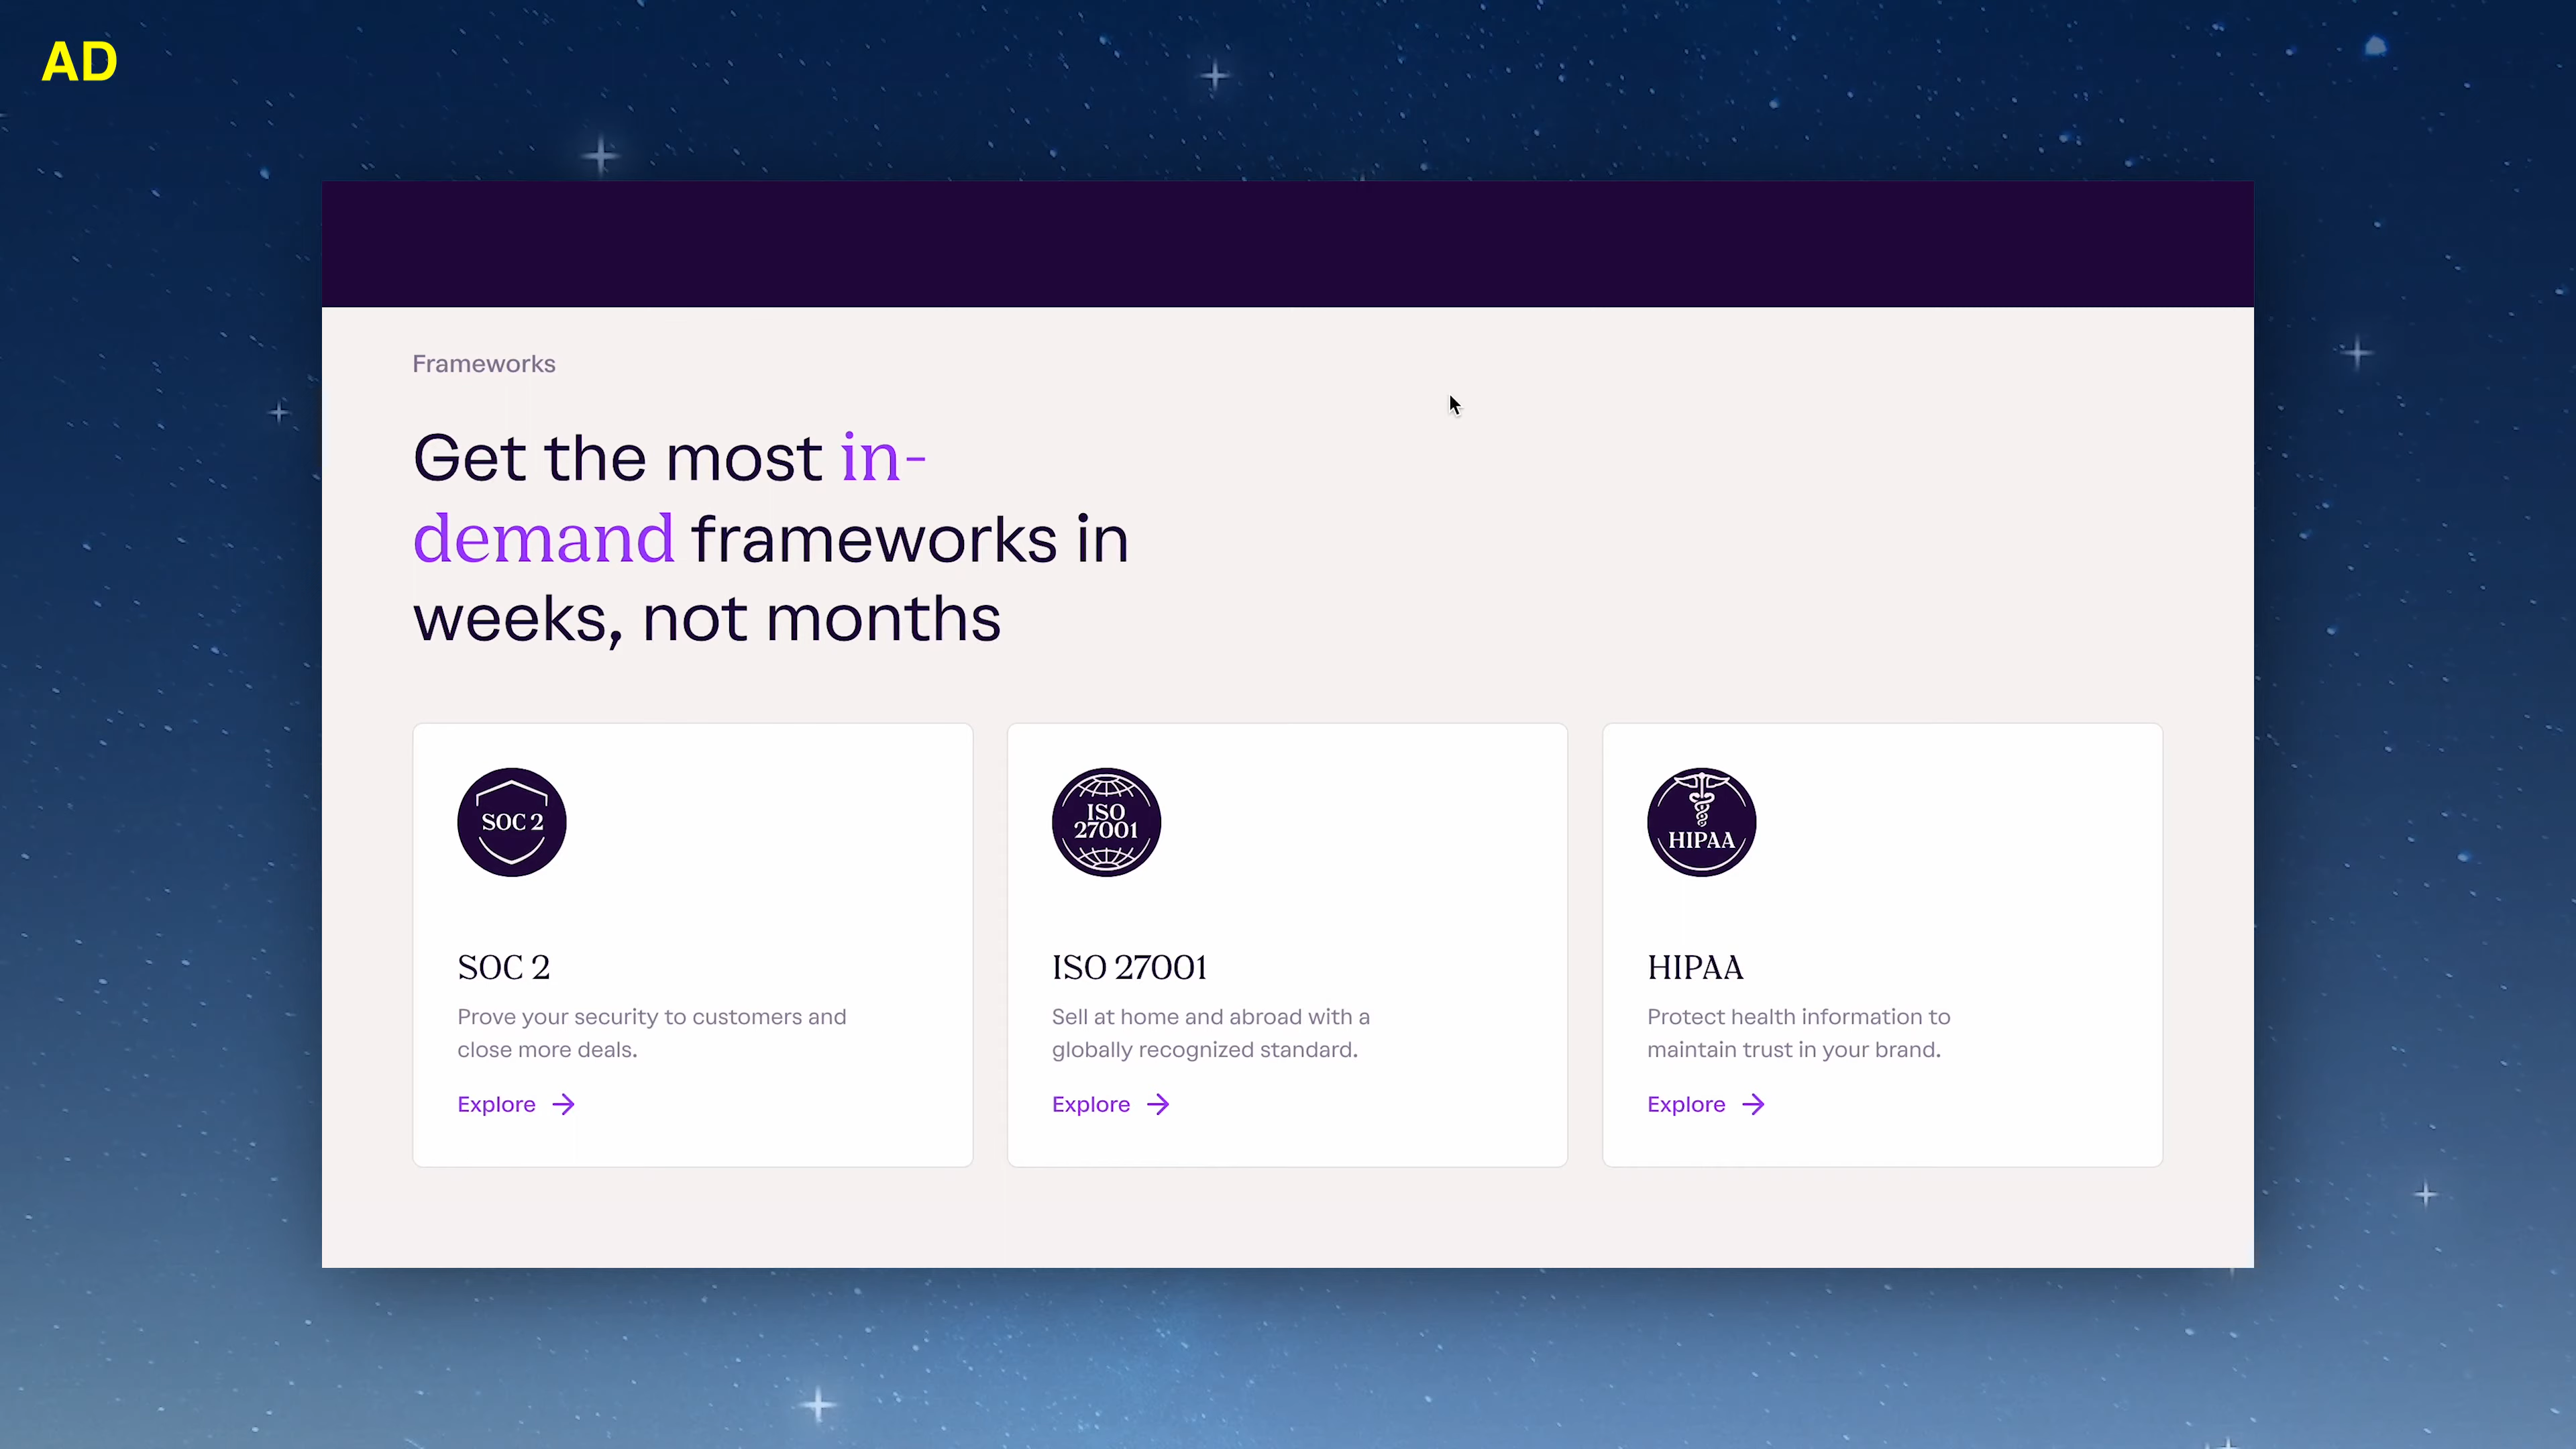 AD
Frameworks
Get the most in-
demand frameworks in
weeks, not months
SOC 2
SOC 2
Prove your security to customers and
close more deals.
Explore
ISO
27001
ISO 27001
Sell at home and abroad with a
globally recognized standard.
Explore
HIPAA
HIPAA
Protect health information to
maintain trust in your brand.
Explore